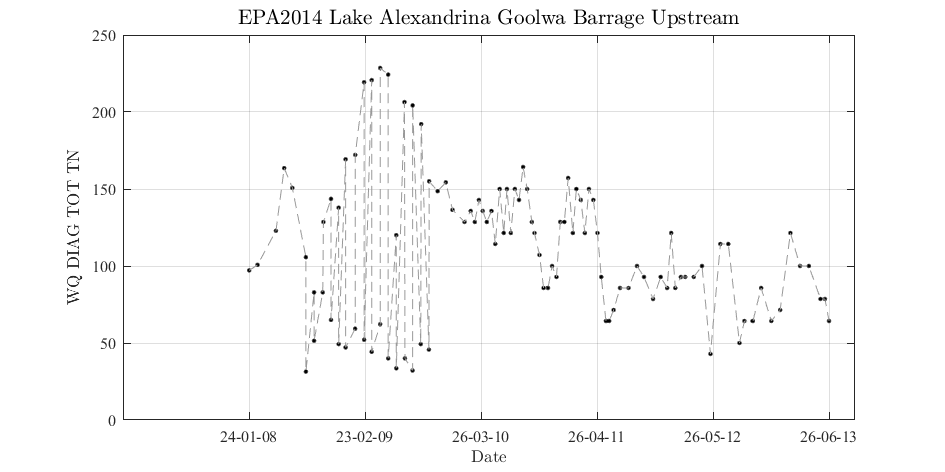 EPA2014 Lake Alexandrina Goolwa Barrage Upstream
250
200
150
100
50
0
WQ DIAG TOT TN
24-01-08 23-02-09 26-03-10 26-04-11 26-05-12 26-06-13
Date